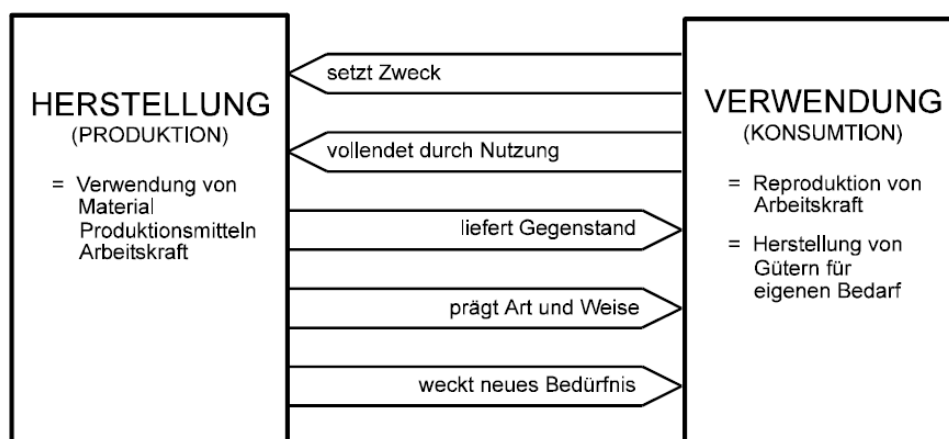 HERSTELLUNG
(PRODUKTION)
= Verwendung von
Material
Produktionsmitteln
Arbeitskraft
setzt Zweck
vollendet durch Nutzung
liefert Gegenstand
prägt Art und Weise
weckt neues Bedürfnis
VERWENDUNG
(KONSUMTION)
= Reproduktion von
Arbeitskraft
= Herstellung von
Gütern für
eigenen Bedarf